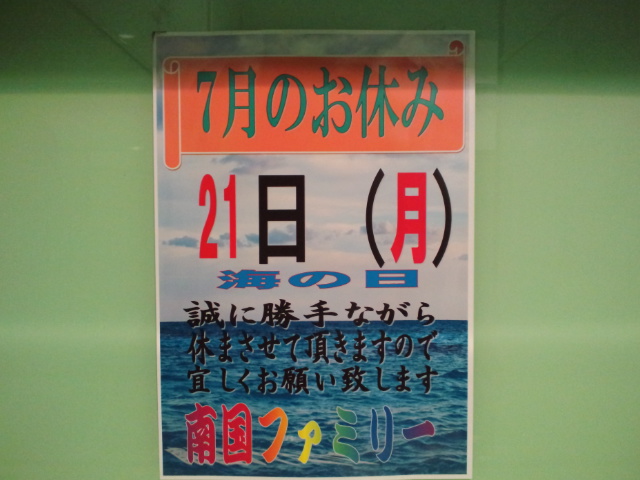 7月のお休み
21日 (月)
海の日
誠に勝手ながら
休まさせて頂きますので
宜しくお願い致します
南国ファミリー